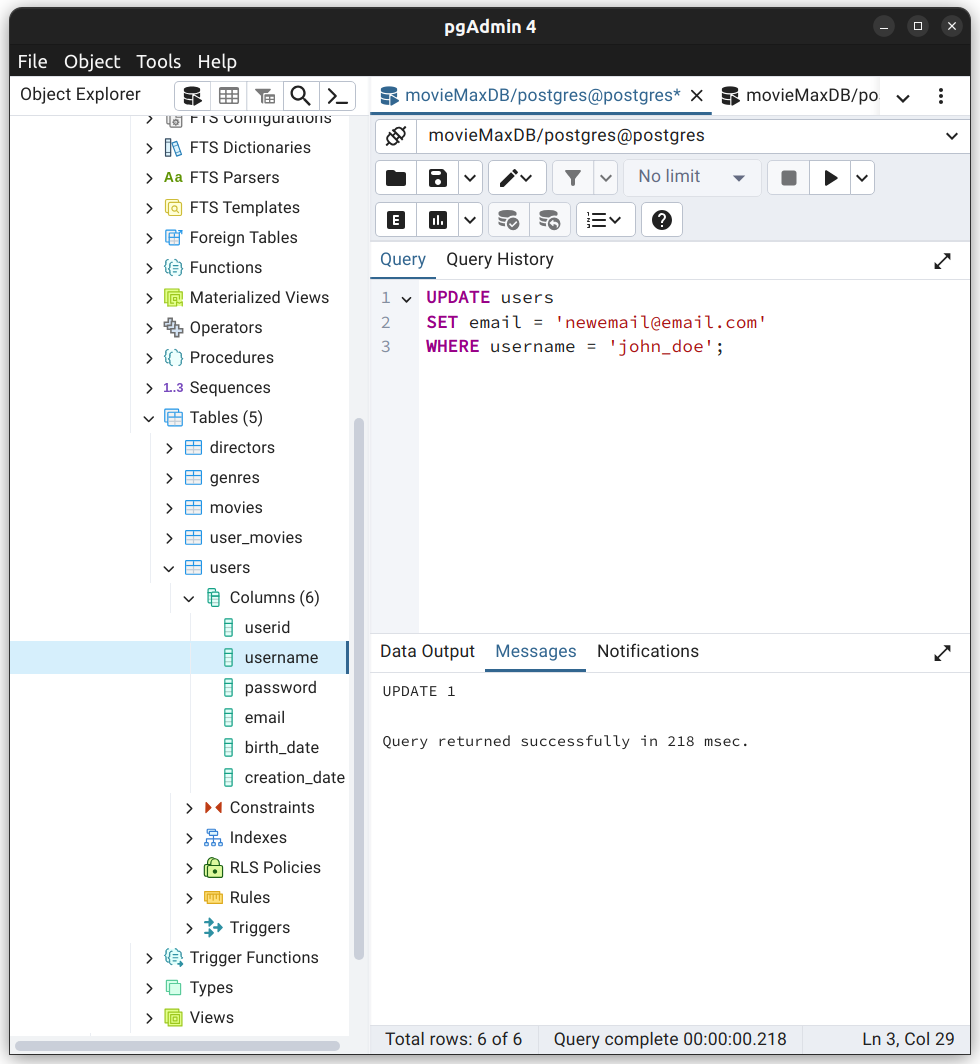 pgAdmin 4
File Object Tools Help
Object Explorer
movieMaxDB/postgres@postgres*
movieMaxDB/po
movieMaxDB/postgres@postgres
No limit
E
Query Query History
1 UPDATE users
2 SET email = 'newemail@email.com'
3 WHERE username = 'john_doe';
FTS Configurations
FTS Dictionaries
Aa FTS Parsers
FTS Templates
Foreign Tables
Functions
Materialized Views
Operators
Procedures
1..3 Sequences
Tables (5)
directors
genres
movies
user_movies
users
Columns (6)
userid
username
password
email
birth_date
creation_date
Constraints
Indexes
RLS Policies
Rules
Triggers
Trigger Functions
Types
Views
Data Output Messages Notifications
UPDATE 1
Query returned successfully in 218 msec.
Total rows: 6 of 6 Query complete 00:00:00.218 Ln 3, Col 29